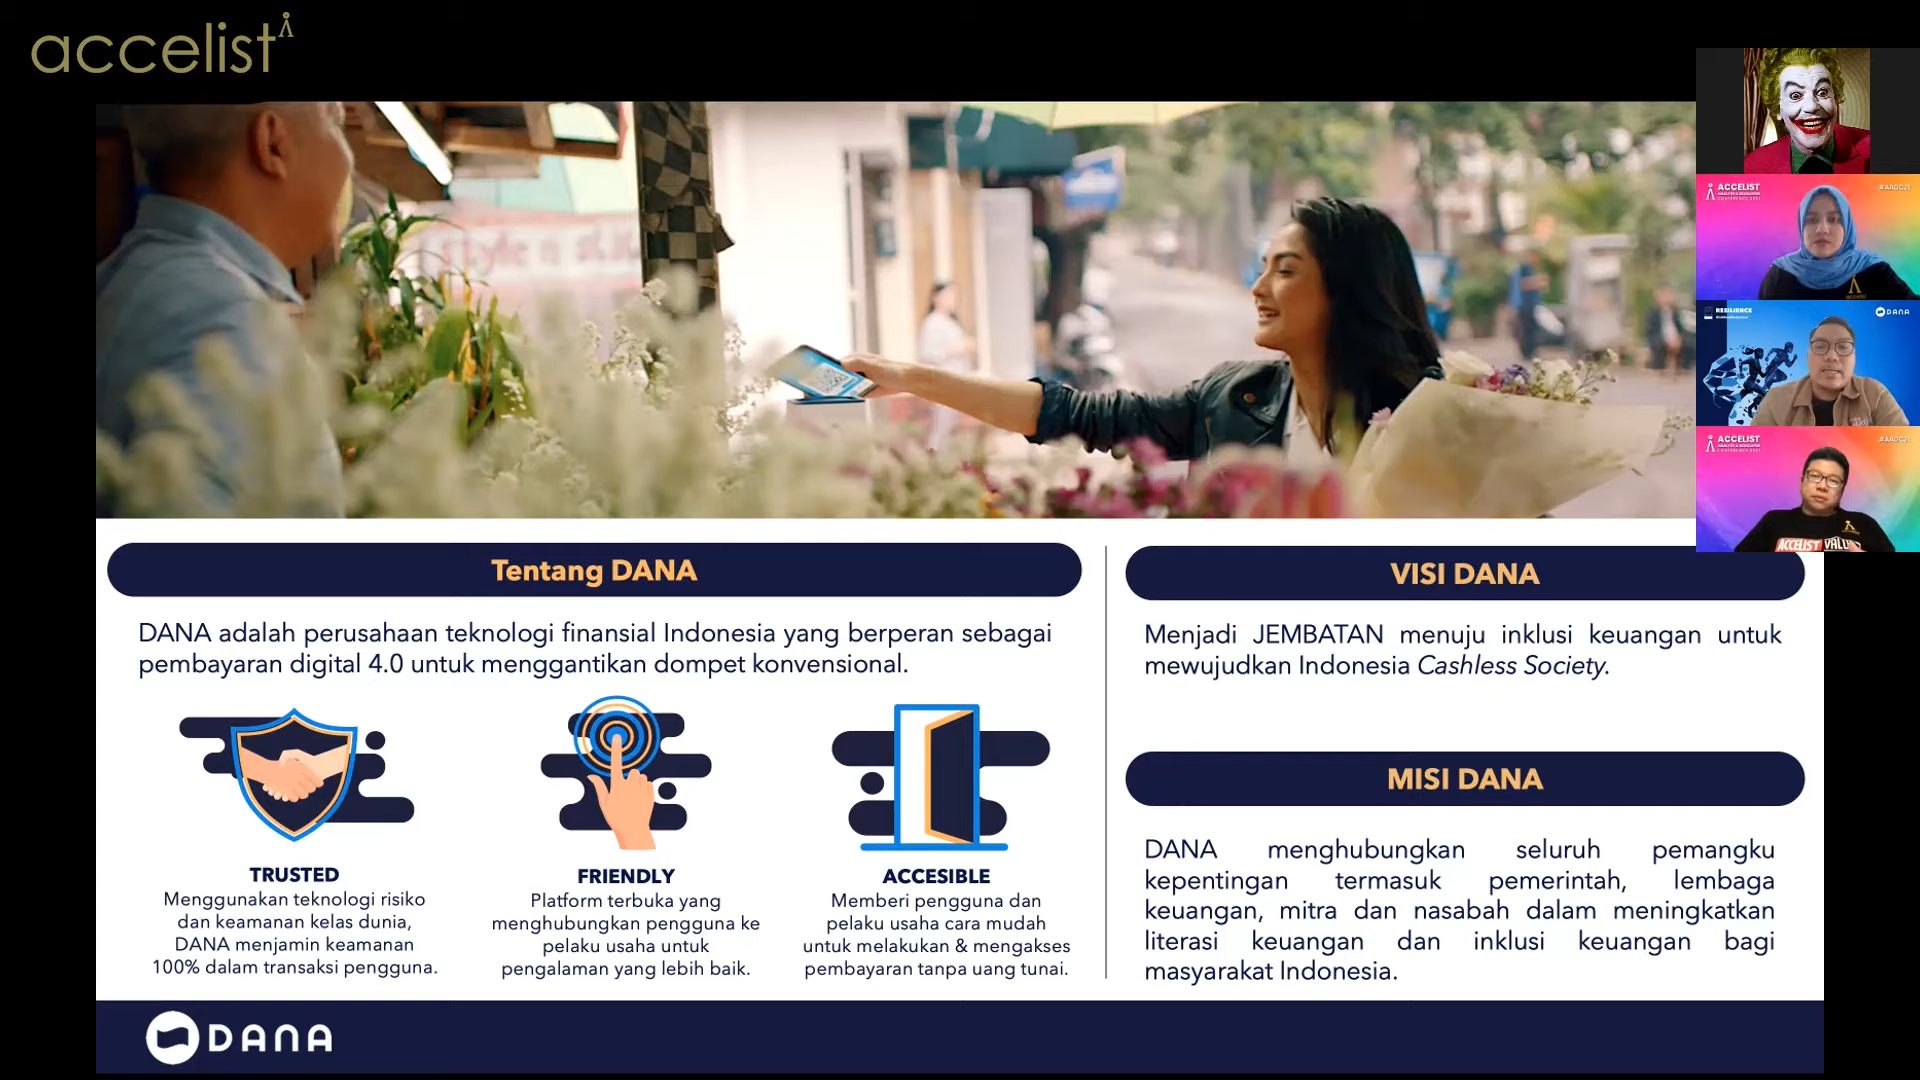 accelist
ACCELIST
#AADC21
accelist
RESILIENCE
DANA
ACCELIST
#AADC21
ACCELIST VALU
Tentang DANA
DANA adalah perusahaan teknologi finansial Indonesia yang berperan sebagai
pembayaran digital 4.0 untuk menggantikan dompet konvensional.
TRUSTED
Menggunakan teknologi risiko
dan keamanan kelas dunia,
DANA menjamin keamanan
100% dalam transaksi pengguna.
FRIENDLY
Platform terbuka yang
menghubungkan pengguna ke
pelaku usaha untuk
pengalaman yang lebih baik.
ACCESIBLE
Memberi pengguna dan
pelaku usaha cara mudah
untuk melakukan & mengakses
pembayaran tanpa uang tunai.
VISI DANA
Menjadi JEMBATAN menuju inklusi keuangan untuk
mewujudkan Indonesia Cashless Society.
MISI DANA
DANA menghubungkan seluruh pemangku
kepentingan termasuk pemerintah, lembaga
keuangan, mitra dan nasabah dalam meningkatkan
literasi keuangan dan inklusi keuangan bagi
masyarakat Indonesia.
DANA